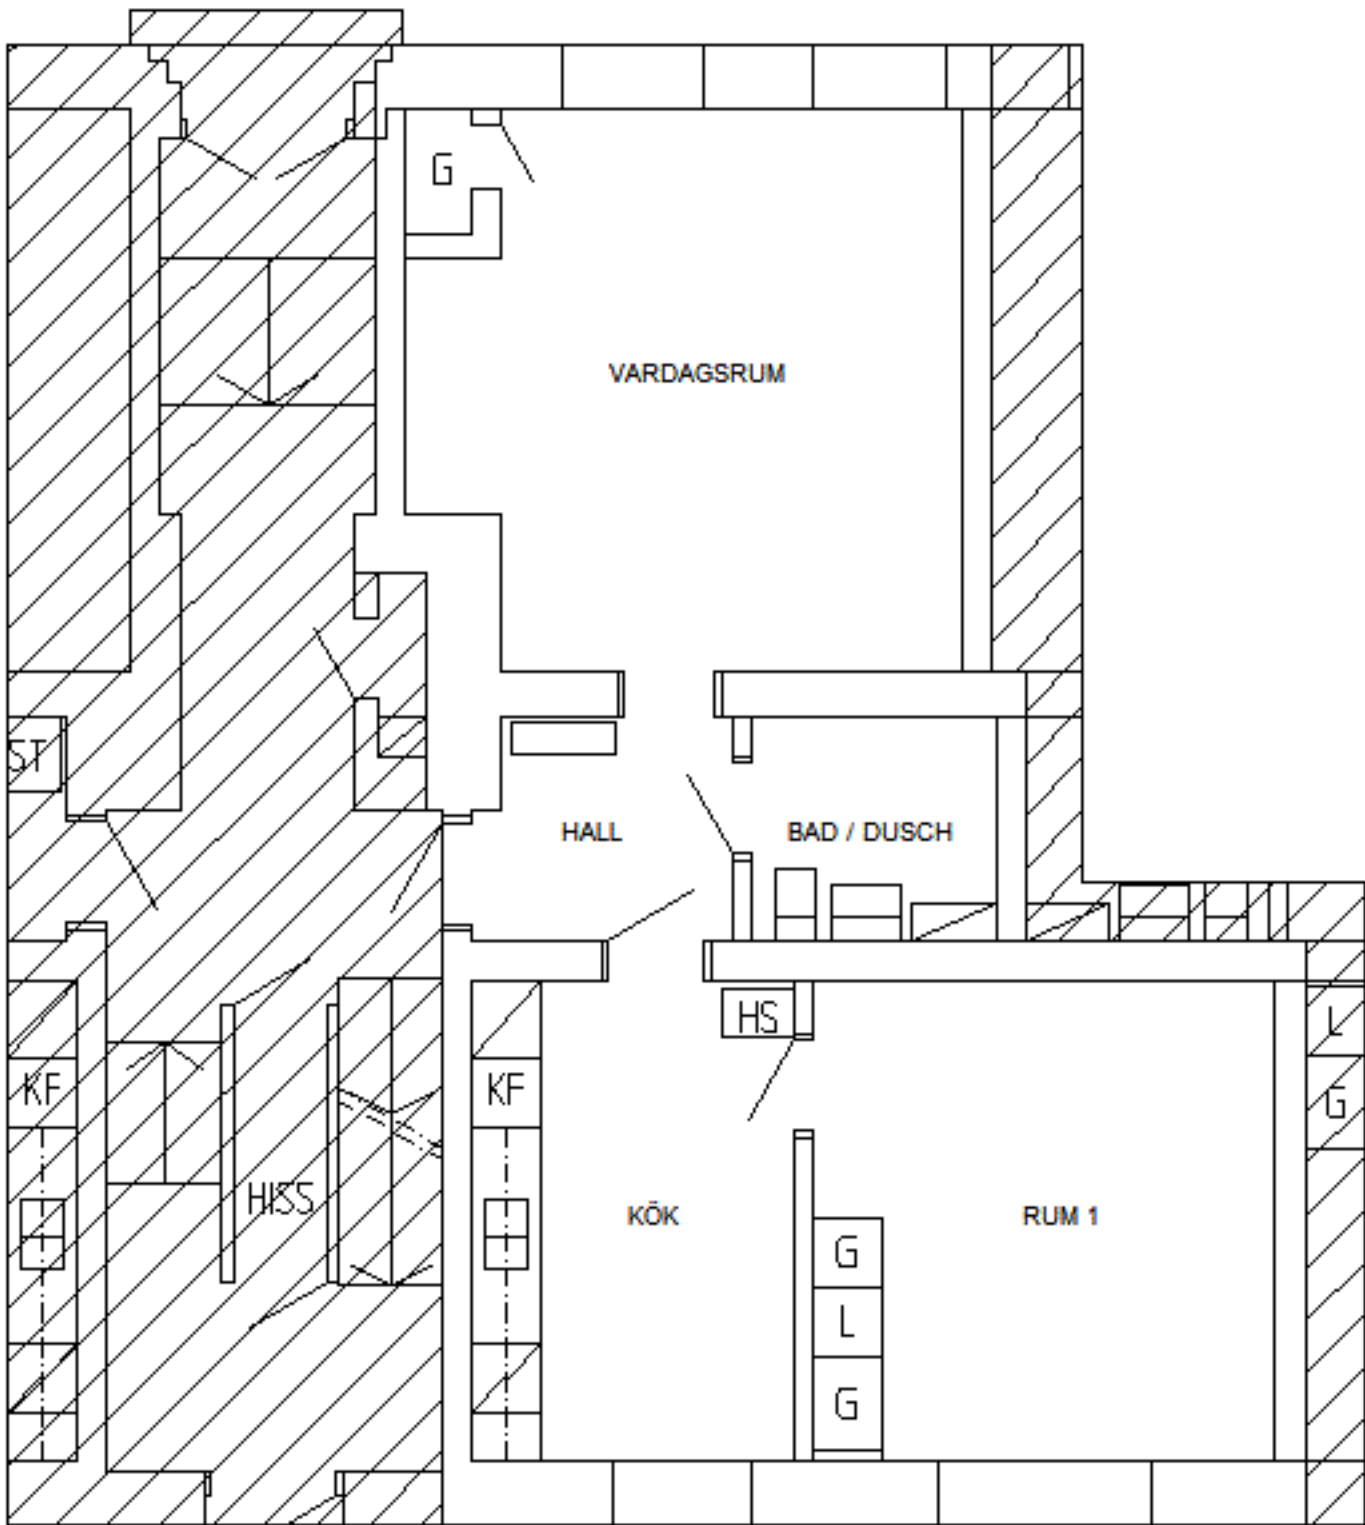 G
VARDAGSRUM
ST
HALL
BAD / DUSCH
HS
L
KF
KF
G
HISS
KÖK
RUM 1
G
L
G